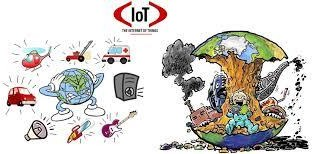 IoT
THE INTERNET OF THINGS